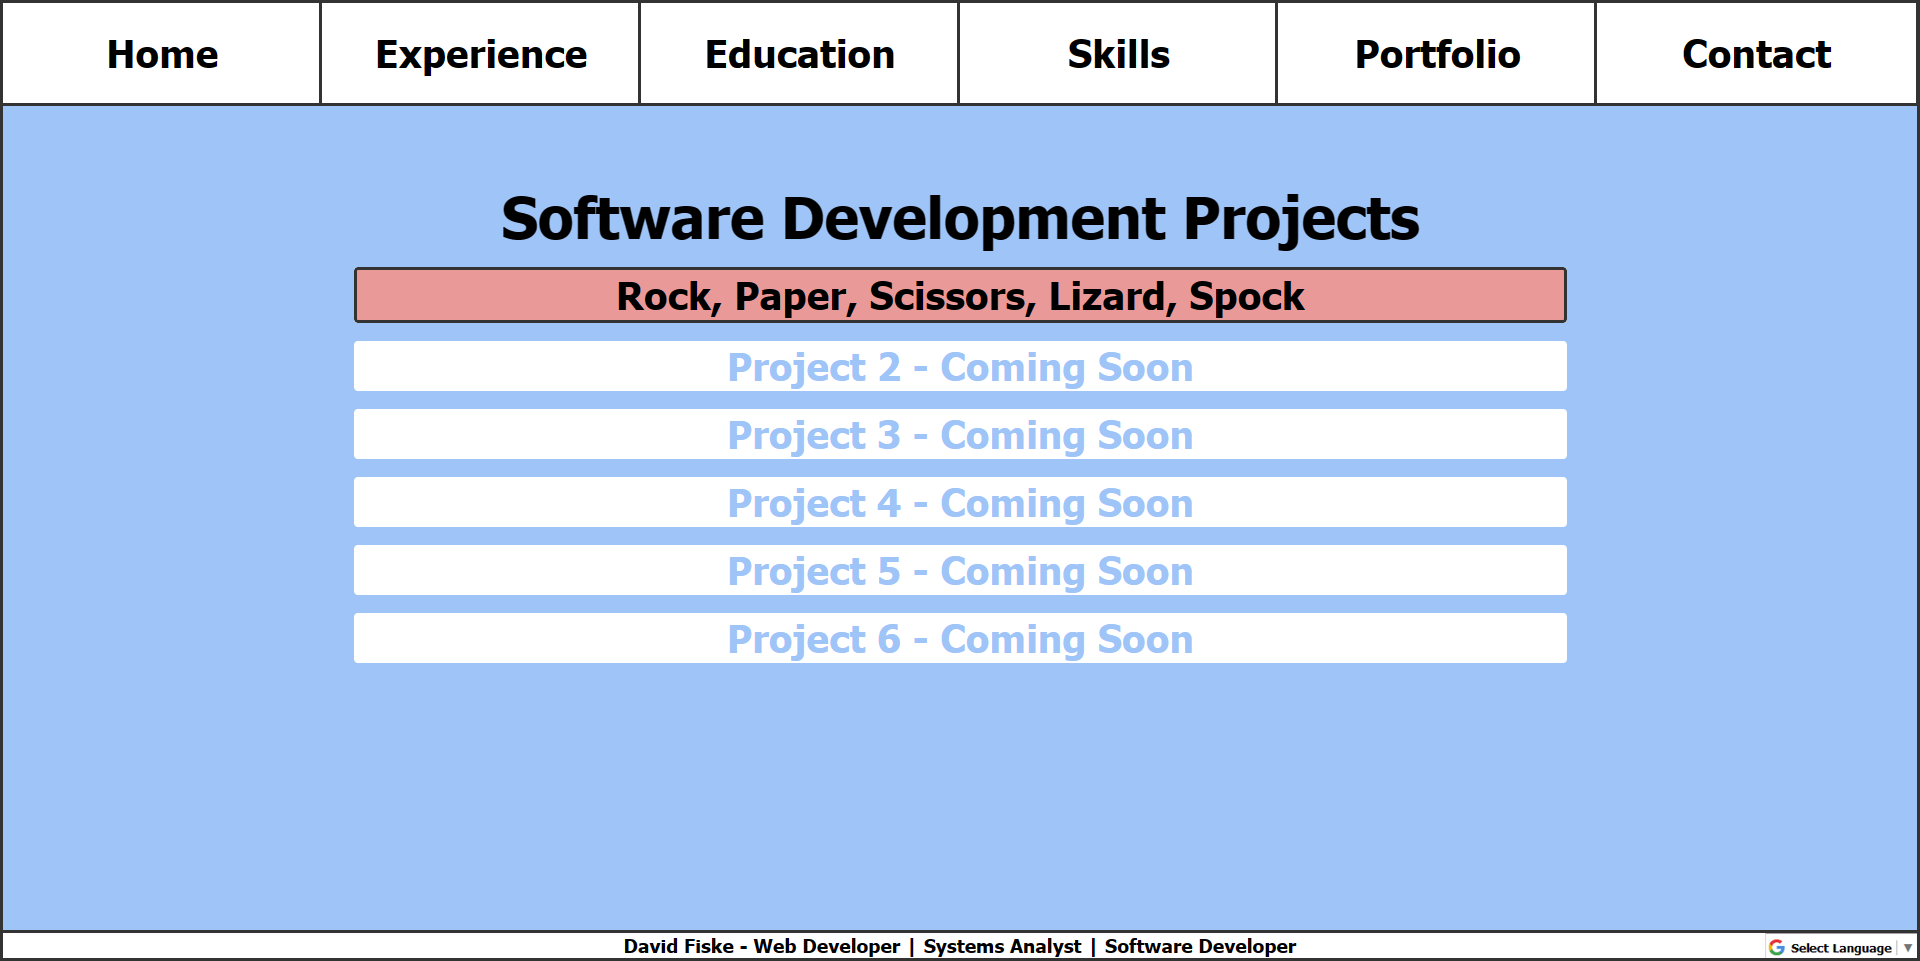 Home Experience Education Skills Portfolio Contact
Software Development Projects
Rock, Paper, Scissors, Lizard, Spock
Project 2 - Coming Soon
Project 3 - Coming Soon
Project 4 - Coming Soon
Project 5 - Coming Soon
Project 6 - Coming Soon
David Fiske - Web Developer | Systems Analyst | Software Developer
Select Language ▼